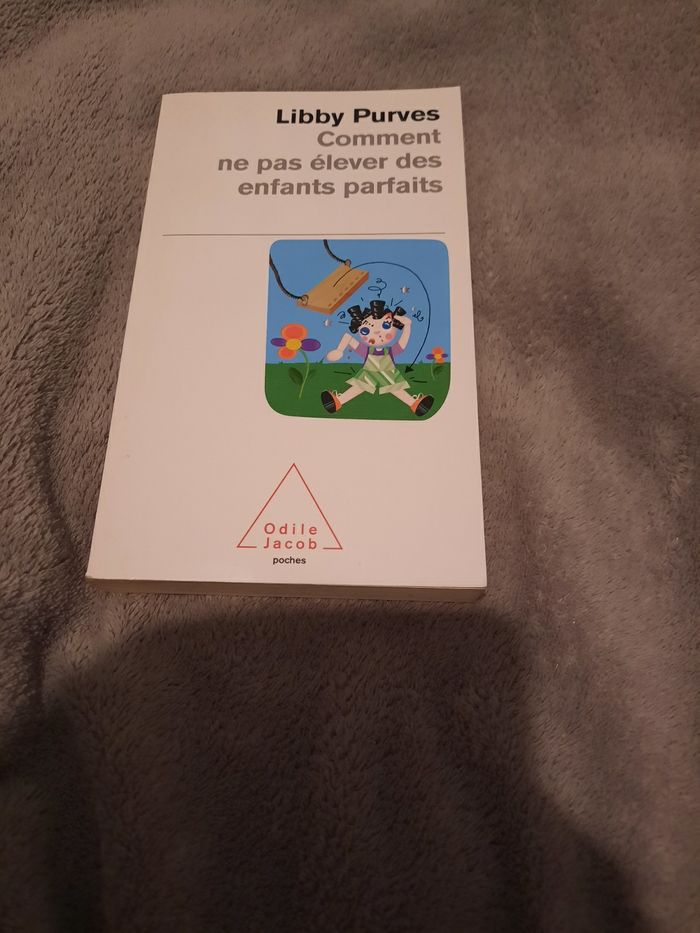 Libby Purves
Comment
ne pas élever des
enfants parfaits
Odile
Jacob
poches